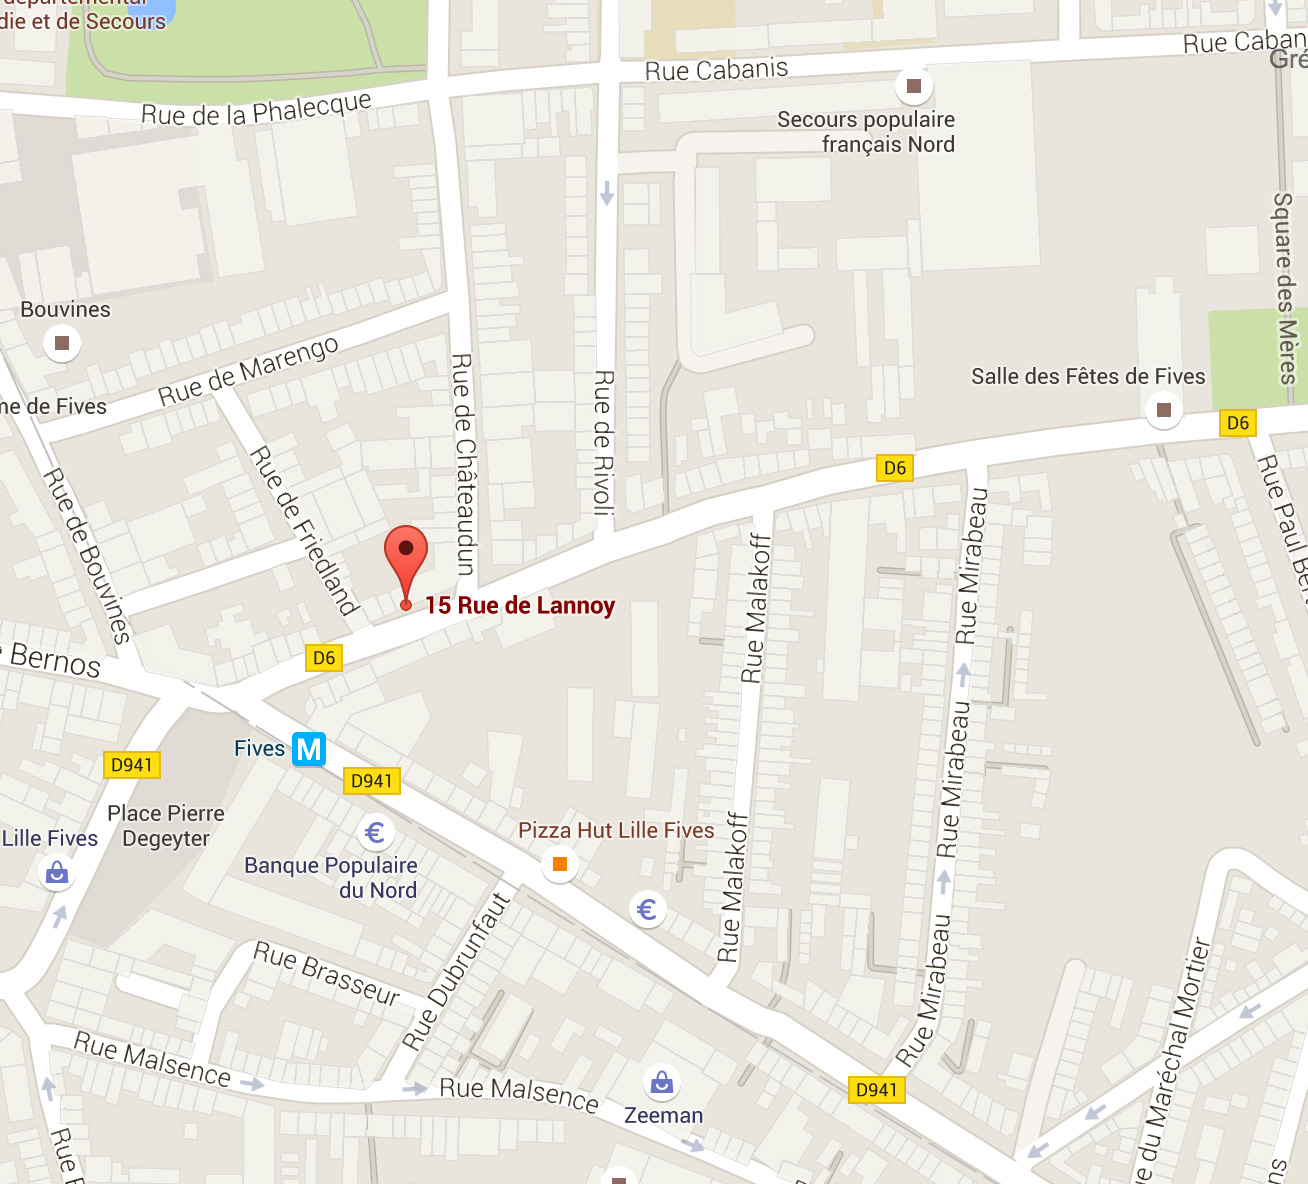 départemental
die et de Secours
Rue de la Phalecque
Rue Cabanis
Rue Caban
Gré
Secours populaire
français Nord
Square des Mères
Bouvines
Rue de Marengo
me de Fives
Rue de Châteaudun
Rue de Rivoli
Salle des Fêtes de Fives
D6
D6
Rue de Bouvines
Rue de Friedland
Rue Paul Bert
Rue Mirabeau
Rue Malakoff
15 Rue de Lannoy
D6
Bernos
Fives M
D941
D941
Place Pierre
Degeyter
Lille Fives
Banque Populaire
du Nord
€
Pizza Hut Lille Fives
€
Rue Mirabeau
Rue Mirabeau
Rue Malakoff
Rue Dubrunfaut
Rue Brasseur
Rue Mirabeau
Rue Malsence
Rue Malsence
Zeeman
D941
e du Maréchal Mortier
Rue
ns